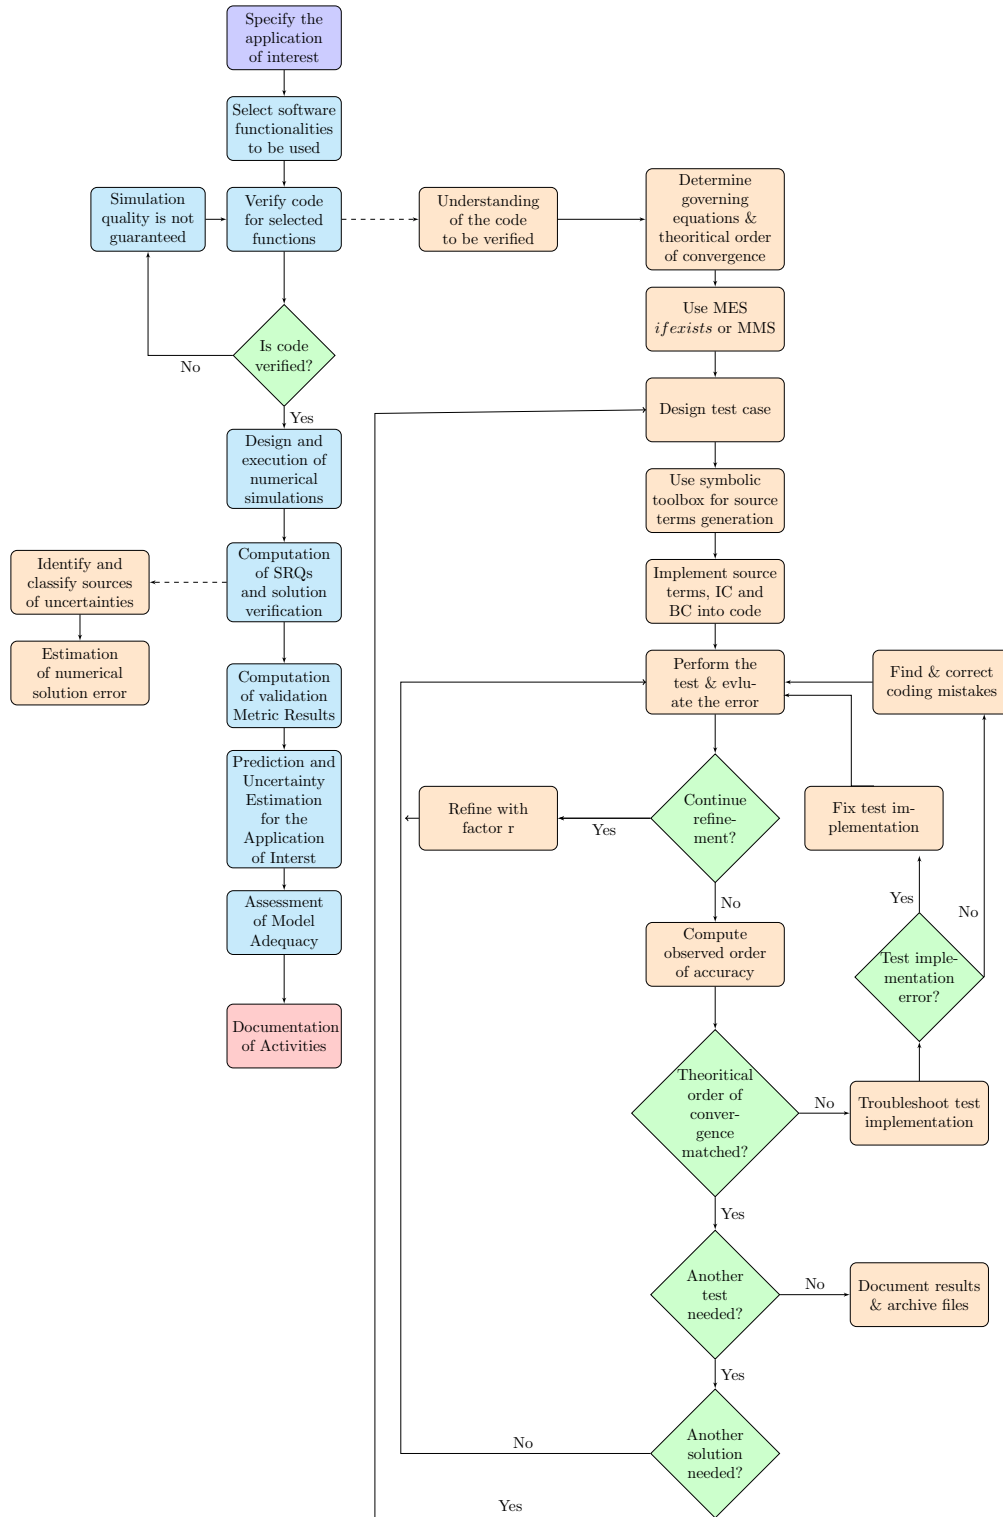 Specify the
application
of interest
Select software
functionalities
to be used
Simulation
quality is not
guaranteed
Verify code
for selected
functions
Understanding
of the code
to be verified
Determine
governing
equations &
theoritical order
of convergence
Use MES
ifexists or MMS
Is code
verified?
No
Yes
Design test case
Design and
execution of
numerical
simulations
Use symbolic
toolbox for source
terms generation
Identify and
classify sources
of uncertainties
Computation
of SRQs
and solution
verification
Implement source
terms, IC and
BC into code
Estimation
of numerical
solution error
Computation
of validation
Metric Results
Perform the
test & evlu-
ate the error
Find & correct
coding mistakes
Prediction and
Uncertainty
Estimation
for the
Application
of Interst
Refine with
factor r
Yes
Continue
refine-
ment?
Fix test im-
plementation
Assessment
of Model
Adequacy
No
Yes
No
Compute
observed order
of accuracy
Test imple-
mentation
error?
Documentation
of Activities
Theoritical
order of
conver-
gence
matched?
No
Troubleshoot test
implementation
Yes
Another
test
needed?
No
Document results
& archive files
Yes
Another
solution
needed?
No
Yes